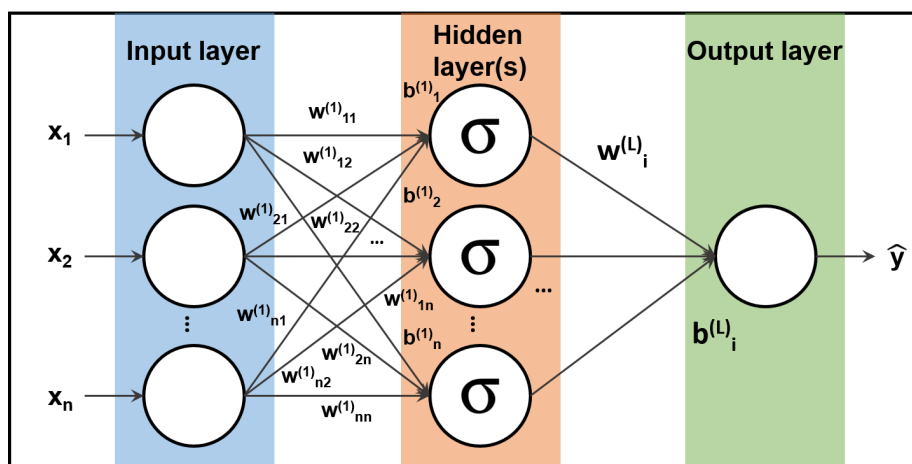 Input layer
Hidden
layer(s)
Output layer
b⁽¹⁾₁
w⁽¹⁾₁₁
x₁
σ
w⁽¹⁾₁₂
w⁽ᴸ⁾ᵢ
b⁽¹⁾₂
w⁽¹⁾₂₁
w⁽¹⁾₂₂
...
x₂
σ
ŷ
...
w⁽¹⁾₁ₙ
w⁽¹⁾ₙ₁
...
...
b⁽¹⁾ₙ
b⁽ᴸ⁾ᵢ
w⁽¹⁾₂ₙ
w⁽¹⁾ₙ₂
xₙ
σ
w⁽¹⁾ₙₙ